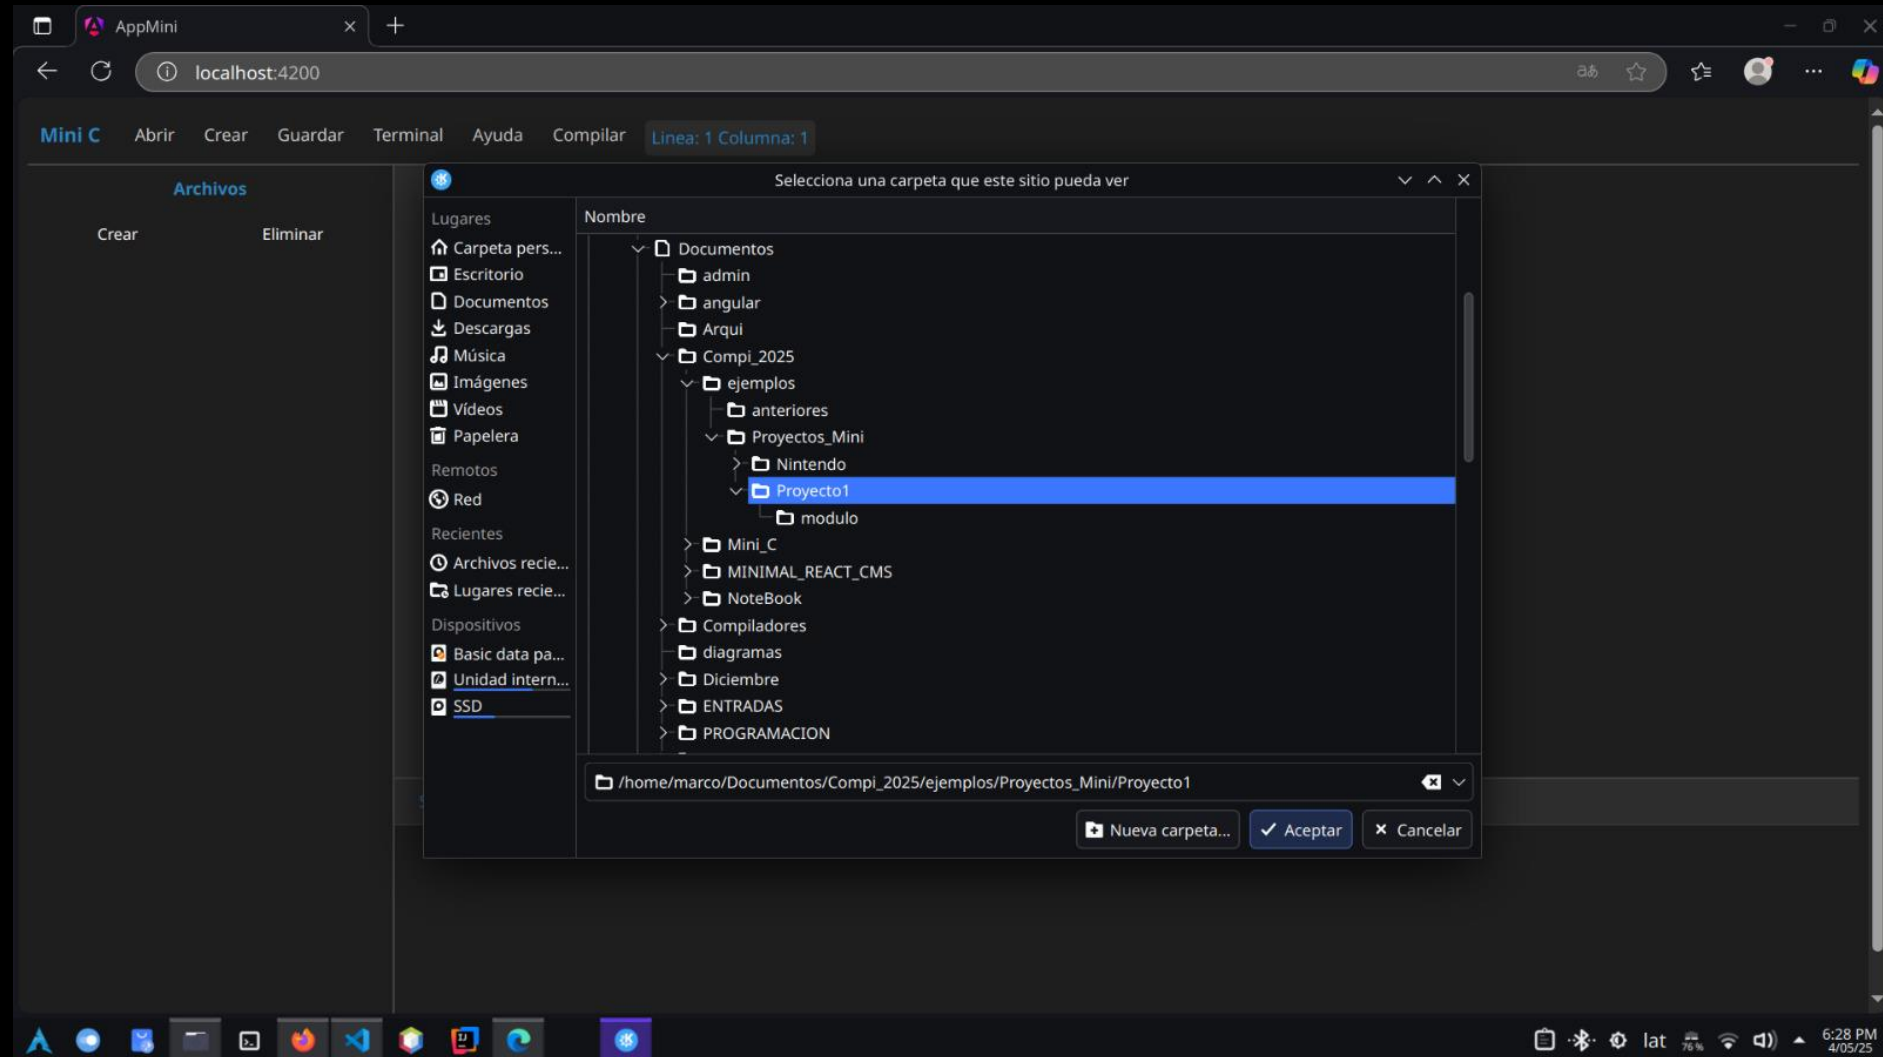 AppMini
localhost:4200
Mini C Abrir Crear Guardar Terminal Ayuda Compilar Linea: 1 Columna: 1
Archivos
Crear Eliminar
Selecciona una carpeta que este sitio pueda ver
Lugares
Carpeta pers...
Escritorio
Documentos
Descargas
Música
Imágenes
Vídeos
Papelera
Remotos
Red
Recientes
Archivos recie...
Lugares recie...
Dispositivos
Basic data pa...
Unidad intern...
SSD
Nombre
Documentos
admin
angular
Arqui
Compi_2025
ejemplos
anteriores
Proyectos_Mini
Nintendo
Proyecto1
modulo
Mini_C
MINIMAL_REACT_CMS
NoteBook
Compiladores
diagramas
Diciembre
ENTRADAS
PROGRAMACION
/home/marco/Documentos/Compi_2025/ejemplos/Proyectos_Mini/Proyecto1
Nueva carpeta... Aceptar Cancelar
lat 76% 6:28 PM
4/05/25